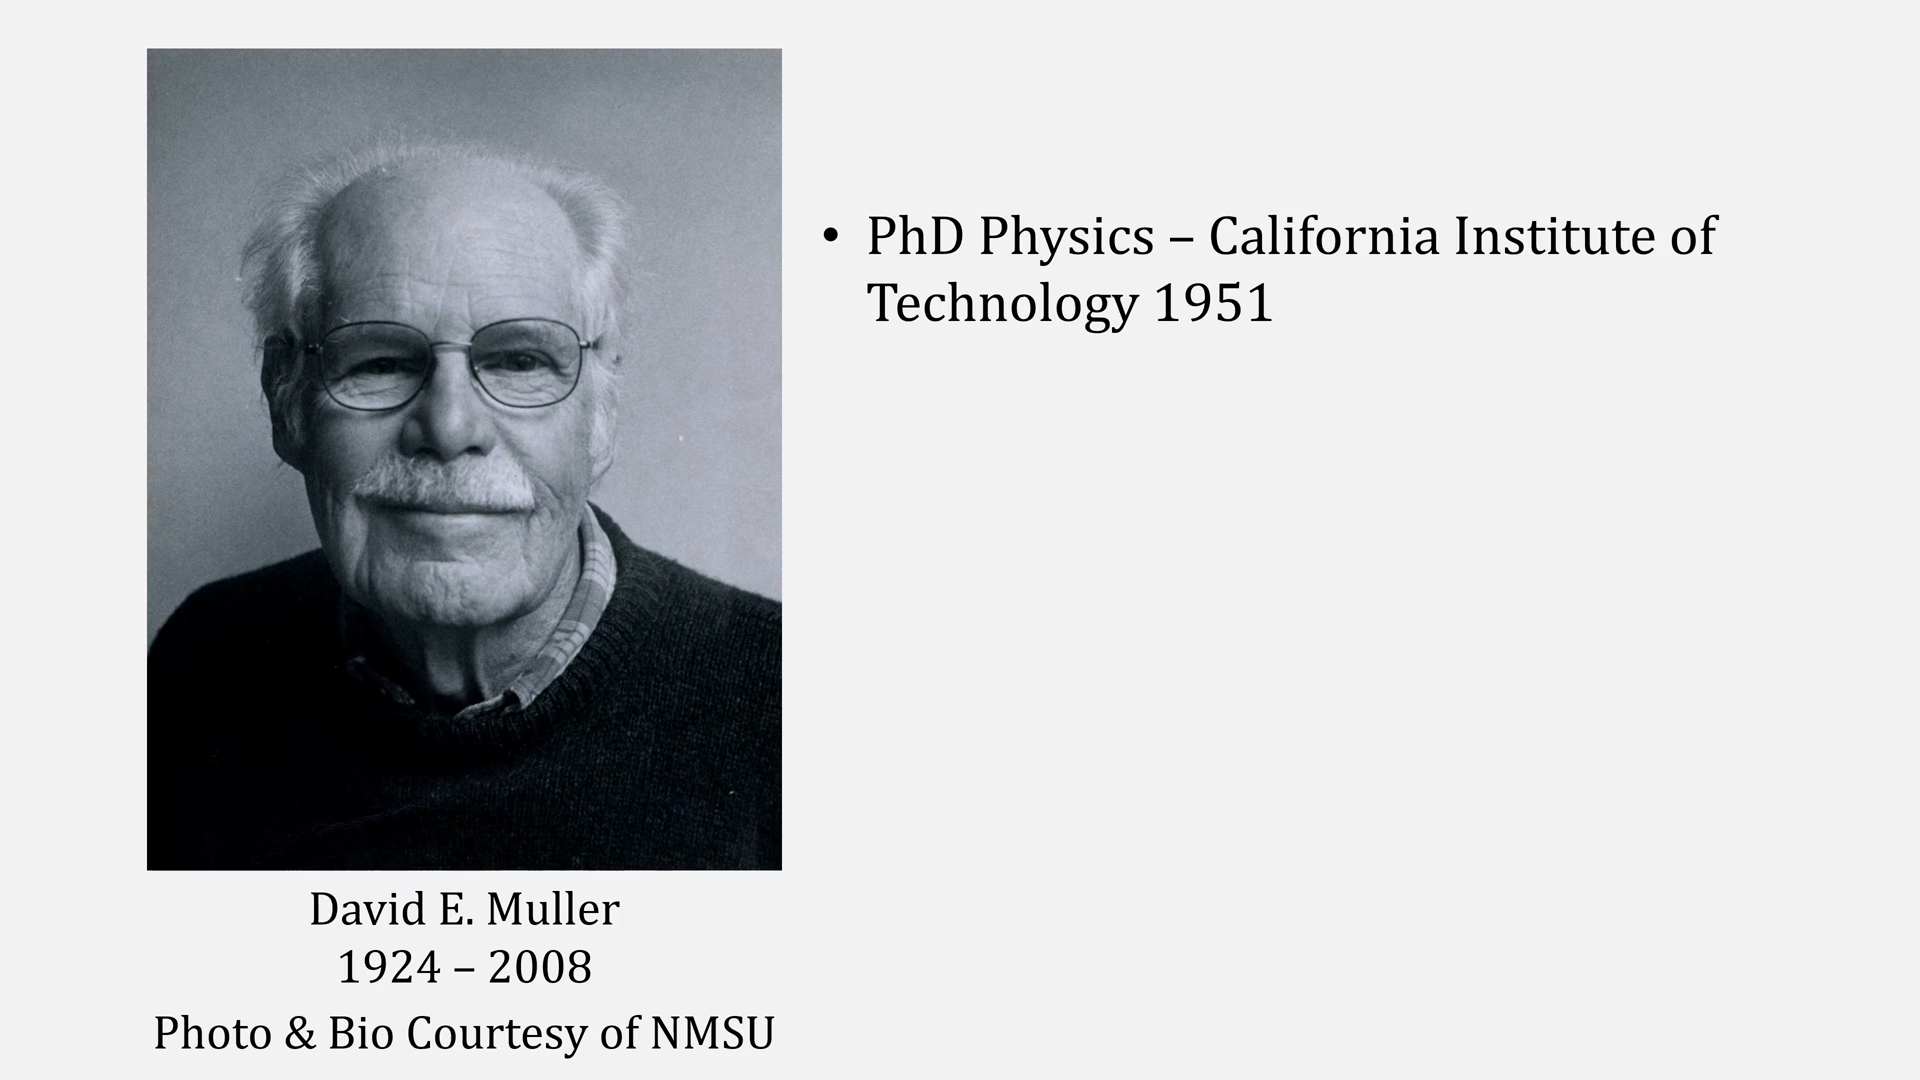 • PhD Physics – California Institute of
Technology 1951
David E. Muller
1924 – 2008
Photo & Bio Courtesy of NMSU